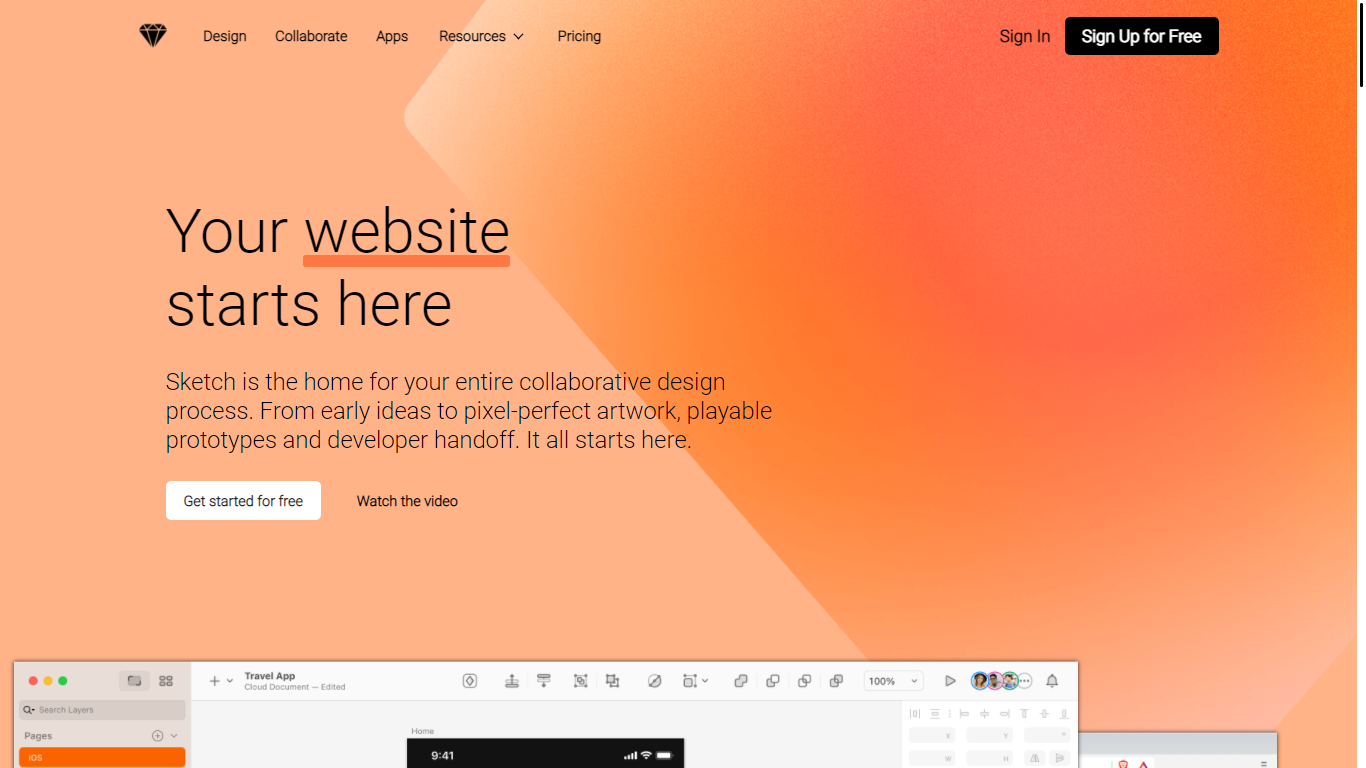 Design Collaborate Apps Resources Pricing Sign In Sign Up for Free
Your website
starts here
Sketch is the home for your entire collaborative design
process. From early ideas to pixel-perfect artwork, playable
prototypes and developer handoff. It all starts here.
Get started for free Watch the video
Travel App
Cloud Document — Edited
100%
Search Layers
Pages
iOS
Home
9:41
X Y °
W H